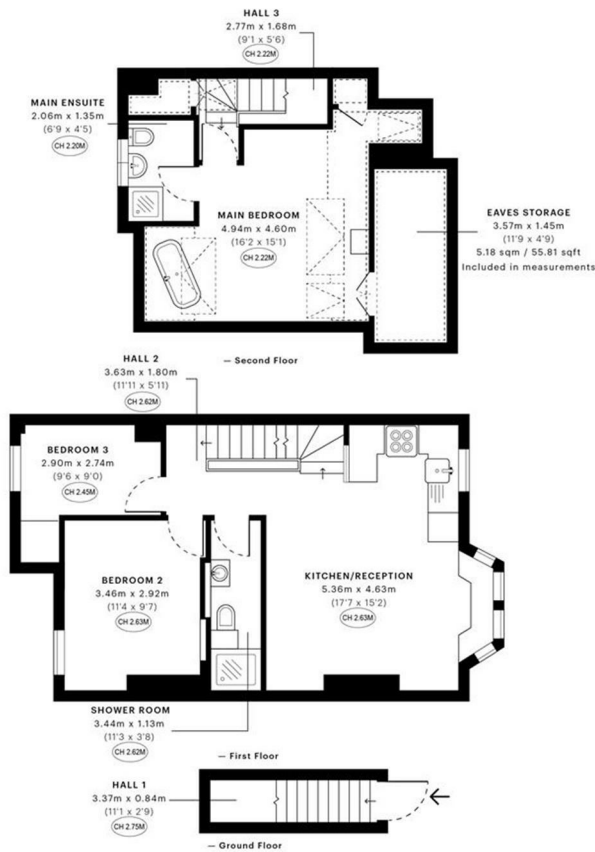 HALL 3
2.77m x 1.68m
(9'1 x 5'6)
CH 2.22M
MAIN ENSUITE
2.06m x 1.35m
(6'9 x 4'5)
CH 2.20M
MAIN BEDROOM
4.94m x 4.60m
(16'2 x 15'1)
CH 2.22M
EAVES STORAGE
3.57m x 1.45m
(11'9 x 4'9)
5.18 sqm / 55.81 sqft
Included in measurements
— Second Floor
HALL 2
3.63m x 1.80m
(11'11 x 5'11)
CH 2.62M
BEDROOM 3
2.90m x 2.74m
(9'6 x 9'0)
CH 2.45M
BEDROOM 2
3.46m x 2.92m
(11'4 x 9'7)
CH 2.63M
KITCHEN/RECEPTION
5.36m x 4.63m
(17'7 x 15'2)
CH 2.63M
SHOWER ROOM
3.44m x 1.13m
(11'3 x 3'8)
CH 2.62M
— First Floor
HALL 1
3.37m x 0.84m
(11'1 x 2'9)
CH 2.75M
— Ground Floor